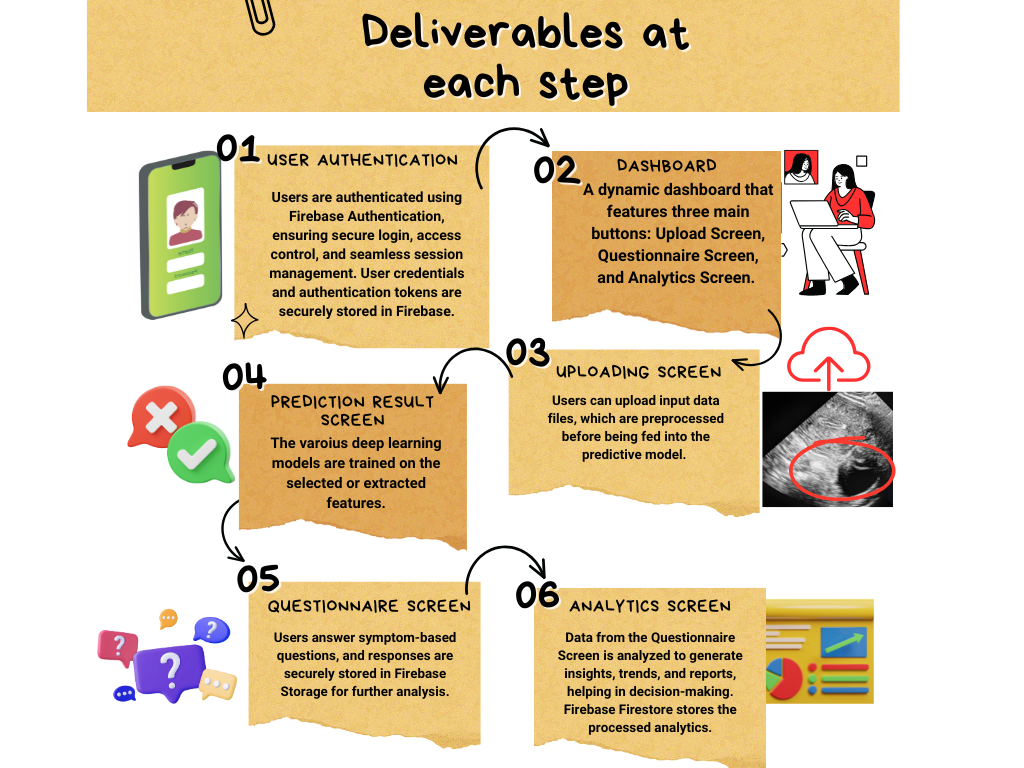 Deliverables at
each step
01
USER AUTHENTICATION
Users are authenticated using
Firebase Authentication,
ensuring secure login, access
control, and seamless session
management. User credentials
and authentication tokens are
securely stored in Firebase.
02
DASHBOARD
A dynamic dashboard that
features three main
buttons: Upload Screen,
Questionnaire Screen,
and Analytics Screen.
03
UPLOADING SCREEN
Users can upload input data
files, which are preprocessed
before being fed into the
predictive model.
04
PREDICTION RESULT
SCREEN
The varoius deep learning
models are trained on the
selected or extracted
features.
05
QUESTIONNAIRE SCREEN
Users answer symptom-based
questions, and responses are
securely stored in Firebase
Storage for further analysis.
?
?
?
06
ANALYTICS SCREEN
Data from the Questionnaire
Screen is analyzed to generate
insights, trends, and reports,
helping in decision-making.
Firebase Firestore stores the
processed analytics.